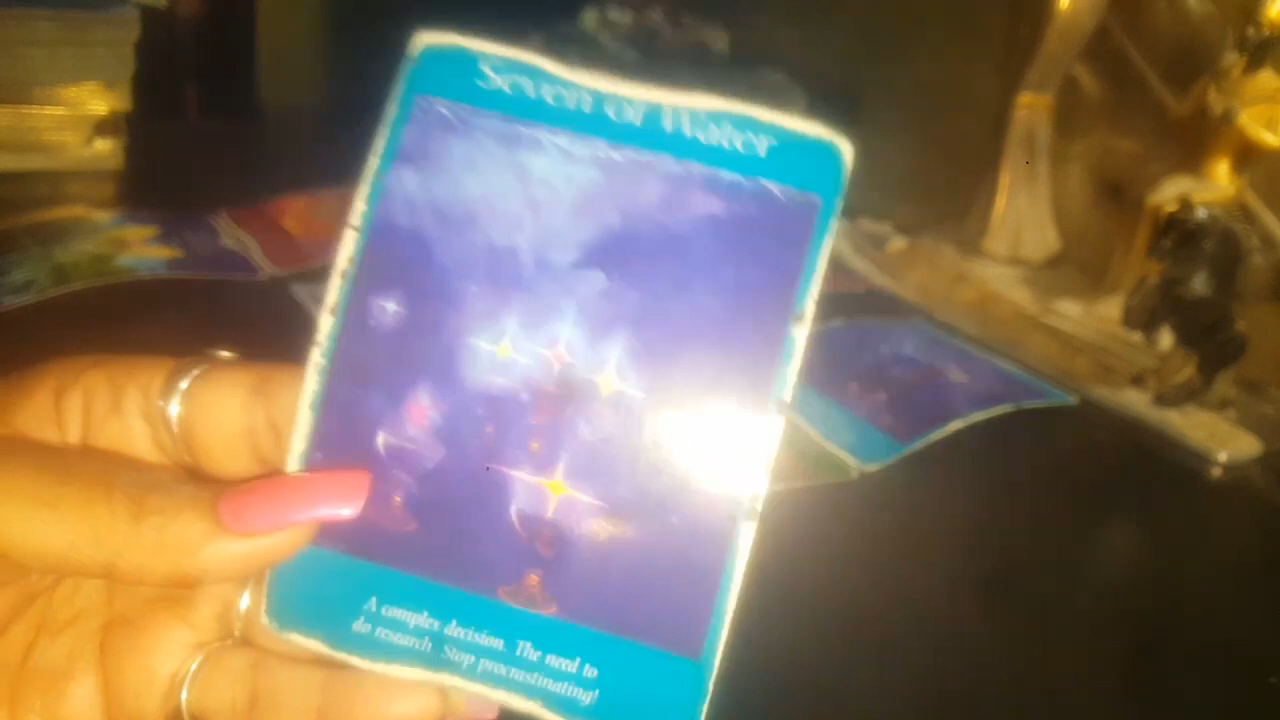 Seven of Water
A complex decision. The need to
do research. Stop procrastinating!